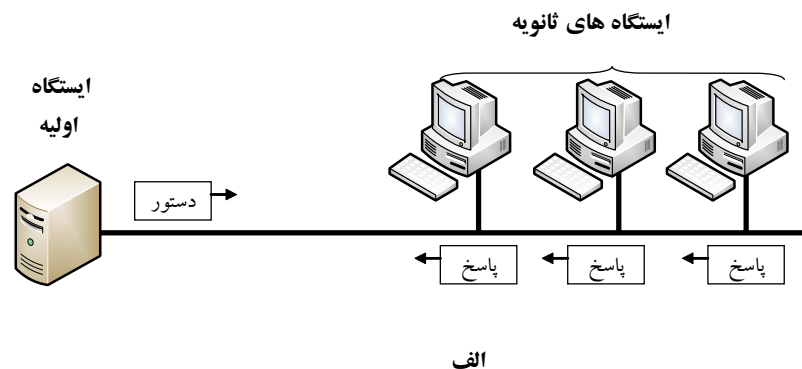 ایستگاه های ثانویه
ایستگاه
اولیه
دستور
پاسخ
پاسخ
پاسخ
الف